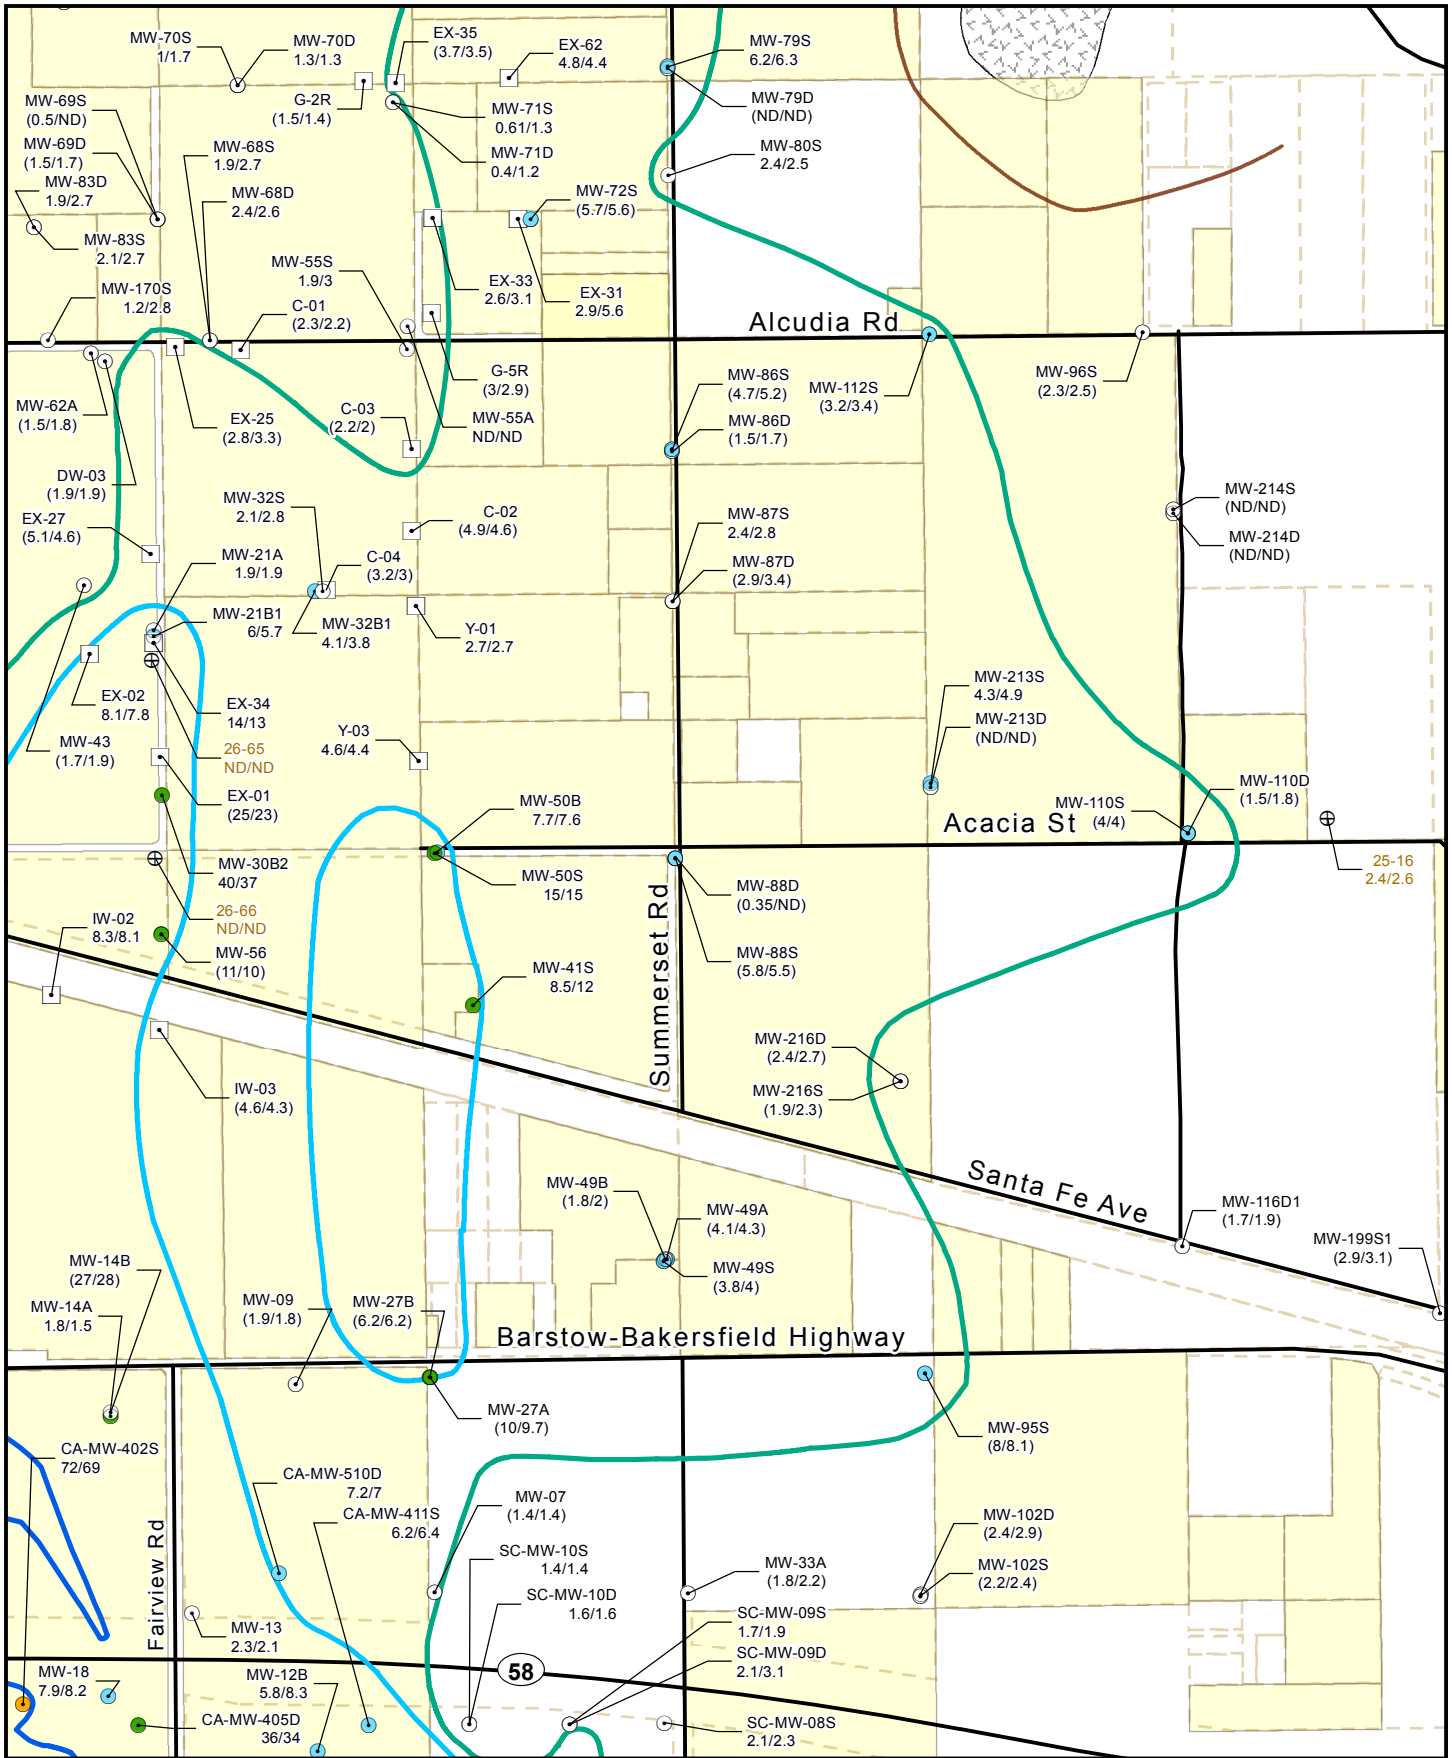 MW-70S
1/1.7
MW-70D
1.3/1.3
EX-35
(3.7/3.5)
EX-62
4.8/4.4
MW-79S
6.2/6.3
G-2R
(1.5/1.4)
MW-79D
(ND/ND)
MW-69S
(0.5/ND)
MW-71S
0.61/1.3
MW-69D
(1.5/1.7)
MW-68S
1.9/2.7
MW-71D
0.4/1.2
MW-80S
2.4/2.5
MW-83D
1.9/2.7
MW-68D
2.4/2.6
MW-72S
(5.7/5.6)
MW-83S
2.1/2.7
MW-55S
1.9/3
EX-33
2.6/3.1
EX-31
2.9/5.6
MW-170S
1.2/2.8
C-01
(2.3/2.2)
Alcudia Rd
G-5R
(3/2.9)
MW-86S
(4.7/5.2)
MW-112S
(3.2/3.4)
MW-96S
(2.3/2.5)
MW-62A
(1.5/1.8)
EX-25
(2.8/3.3)
C-03
(2.2/2)
MW-55A
ND/ND
MW-86D
(1.5/1.7)
DW-03
(1.9/1.9)
MW-32S
2.1/2.8
C-02
(4.9/4.6)
MW-87S
2.4/2.8
MW-214S
(ND/ND)
EX-27
(5.1/4.6)
MW-214D
(ND/ND)
MW-21A
1.9/1.9
C-04
(3.2/3)
MW-87D
(2.9/3.4)
MW-21B1
6/5.7
MW-32B1
4.1/3.8
Y-01
2.7/2.7
EX-02
8.1/7.8
EX-34
14/13
MW-213S
4.3/4.9
MW-43
(1.7/1.9)
26-65
ND/ND
Y-03
4.6/4.4
MW-213D
(ND/ND)
EX-01
(25/23)
MW-50B
7.7/7.6
MW-110S
(4/4)
MW-110D
(1.5/1.8)
Acacia St
MW-30B2
40/37
MW-50S
15/15
MW-88D
(0.35/ND)
25-16
2.4/2.6
IW-02
8.3/8.1
26-66
ND/ND
Summerset Rd
MW-56
(11/10)
MW-41S
8.5/12
MW-88S
(5.8/5.5)
MW-216D
(2.4/2.7)
IW-03
(4.6/4.3)
MW-216S
(1.9/2.3)
Santa Fe Ave
MW-49B
(1.8/2)
MW-49A
(4.1/4.3)
MW-116D1
(1.7/1.9)
MW-199S1
(2.9/3.1)
MW-14B
(27/28)
MW-49S
(3.8/4)
MW-14A
1.8/1.5
MW-09
(1.9/1.8)
MW-27B
(6.2/6.2)
Barstow-Bakersfield Highway
MW-27A
(10/9.7)
MW-95S
(8/8.1)
CA-MW-402S
72/69
CA-MW-510D
7.2/7
MW-07
(1.4/1.4)
CA-MW-411S
6.2/6.4
MW-102D
(2.4/2.9)
Fairview Rd
SC-MW-10S
1.4/1.4
MW-33A
(1.8/2.2)
MW-102S
(2.2/2.4)
SC-MW-10D
1.6/1.6
MW-13
2.3/2.1
SC-MW-09S
1.7/1.9
SC-MW-09D
2.1/3.1
58
MW-18
7.9/8.2
MW-12B
5.8/8.3
CA-MW-405D
36/34
SC-MW-08S
2.1/2.3